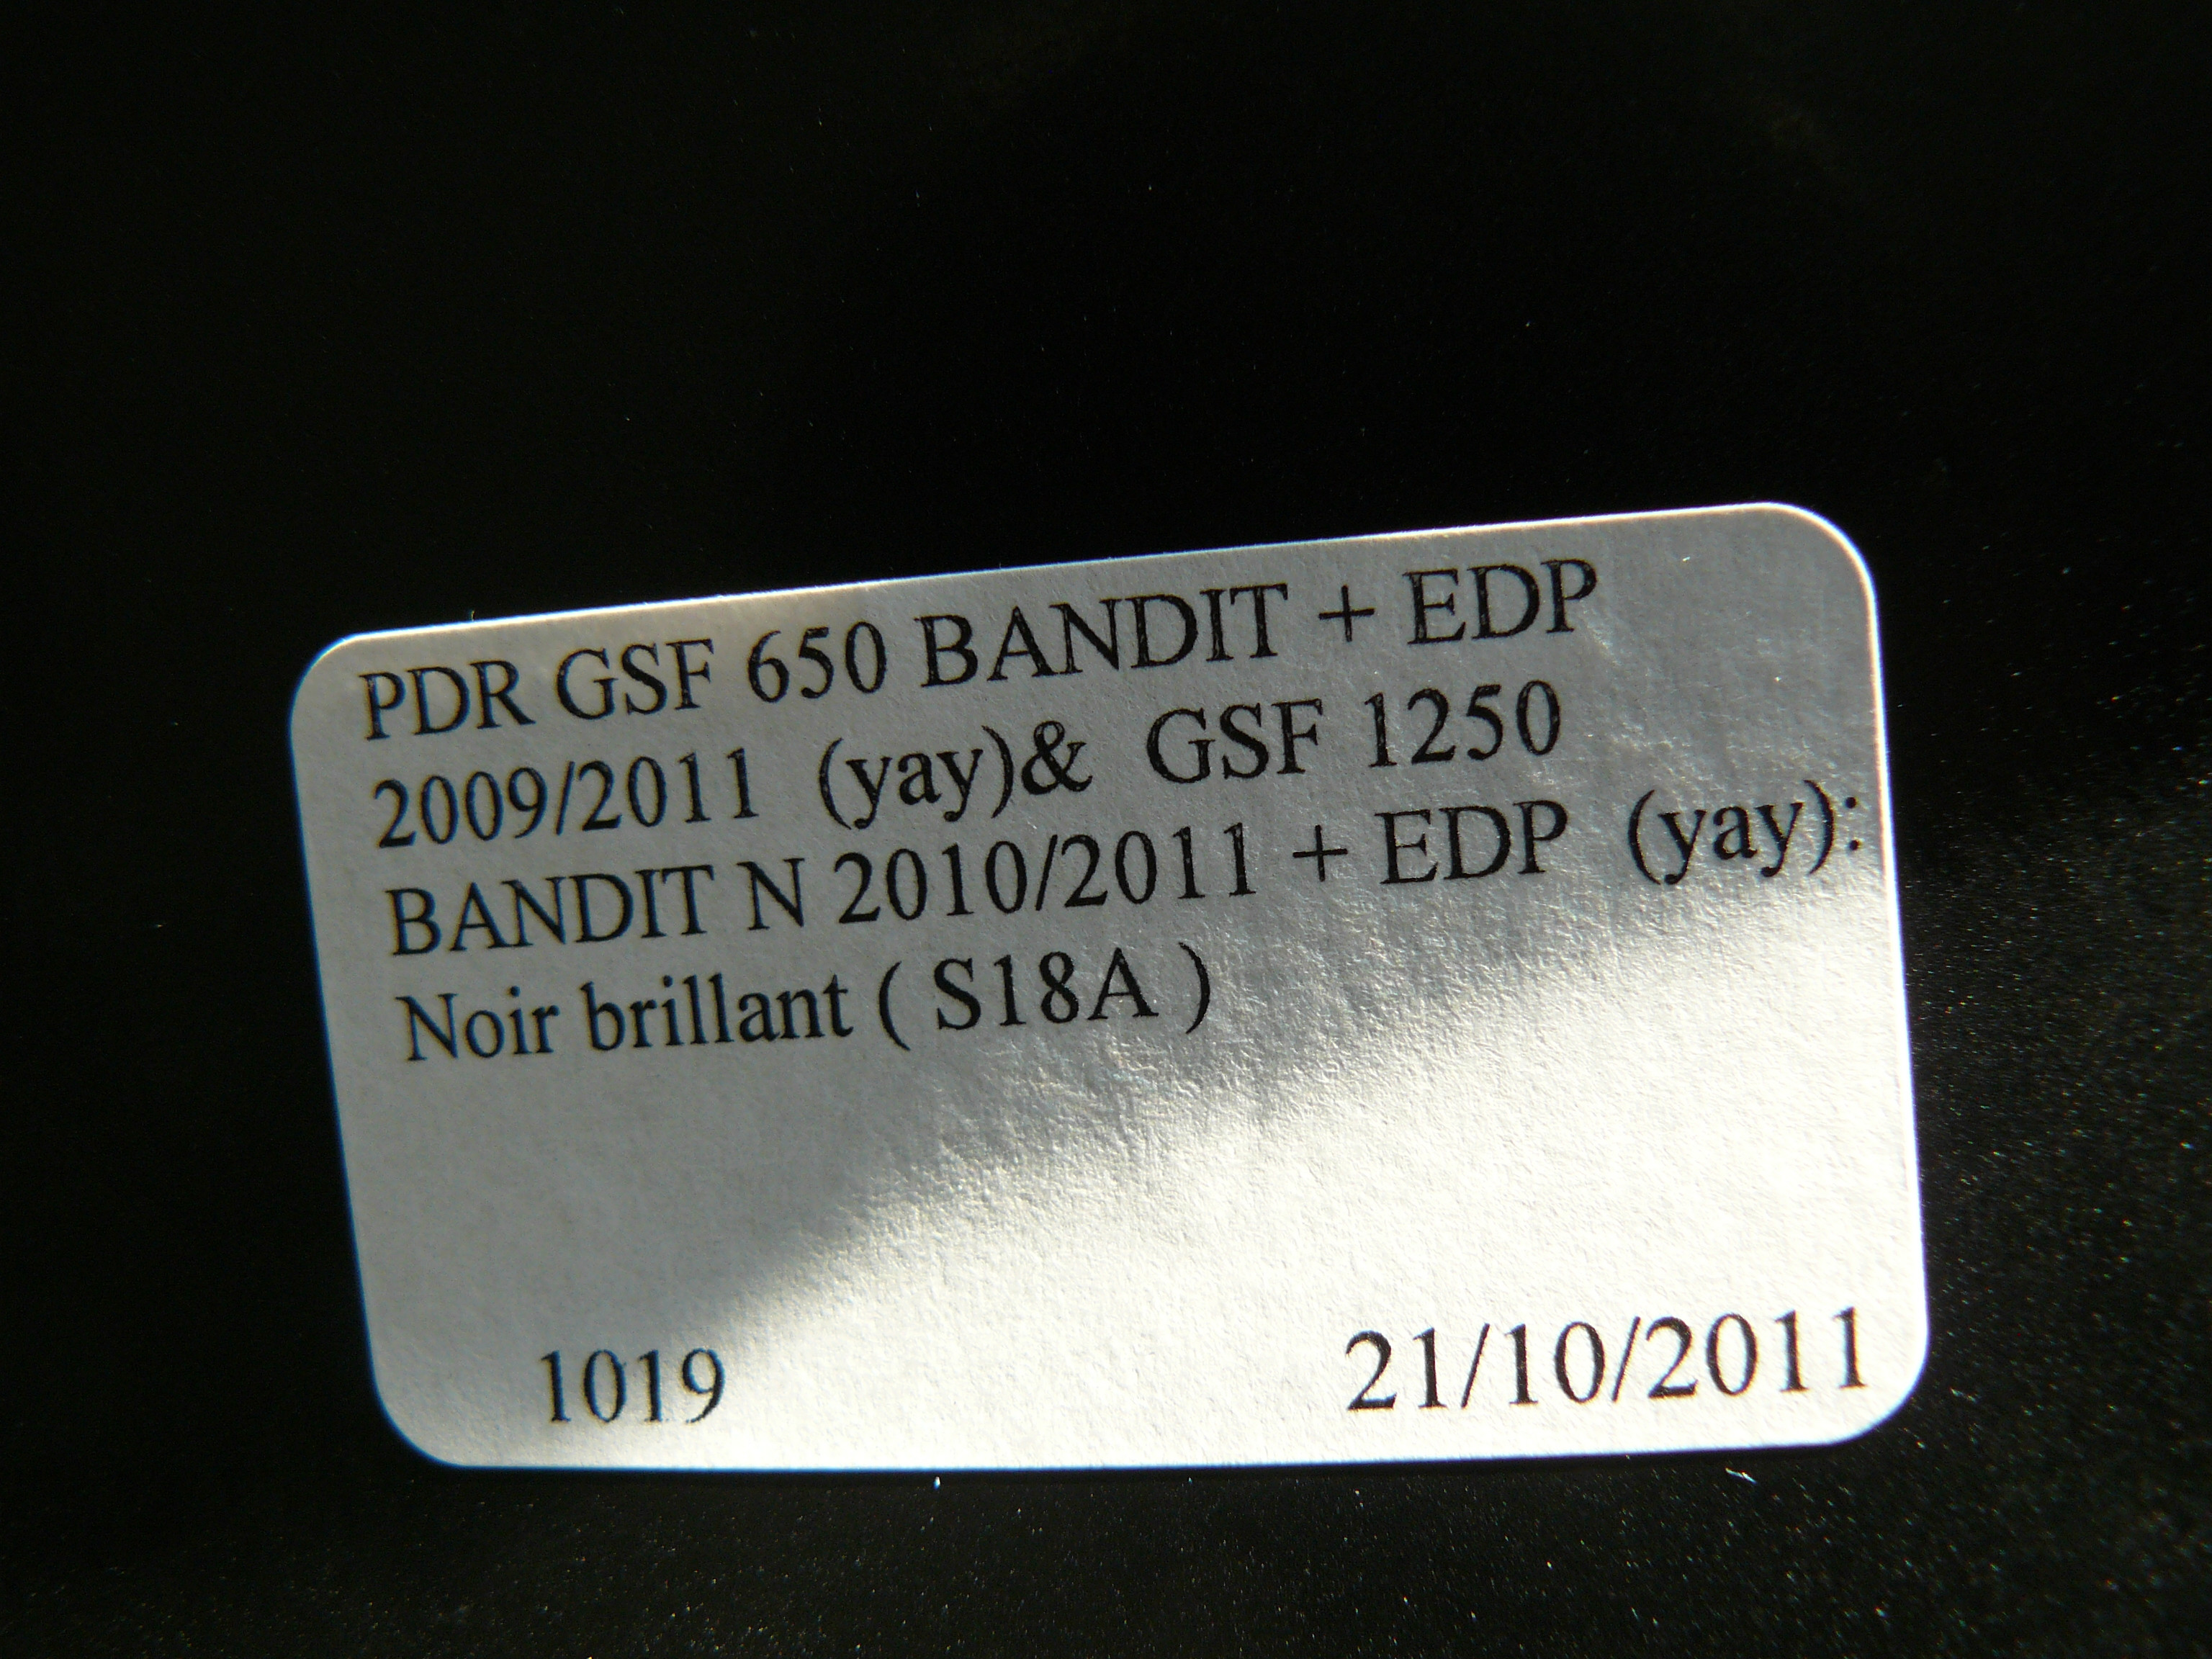 PDR GSF 650 BANDIT + EDP
2009/2011 (yay)& GSF 1250
BANDIT N 2010/2011 + EDP (yay):
Noir brillant ( S18A )
1019 21/10/2011